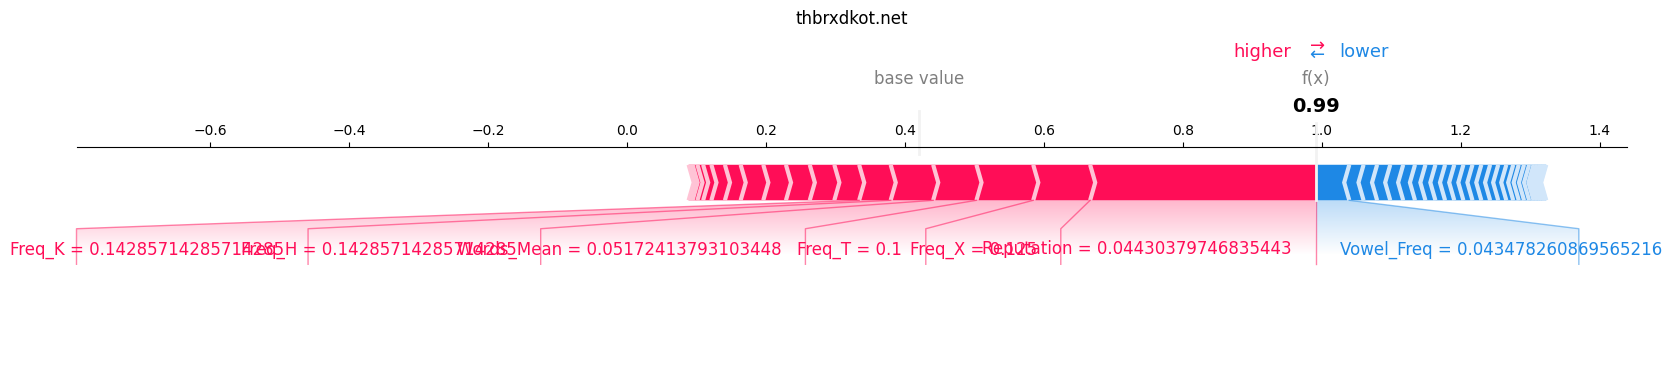 thbrxdkot.net
higher ⇄ lower
base value f(x)
0.99
−0.6 −0.4 −0.2 0.0 0.2 0.4 0.6 0.8 1.0 1.2 1.4
Freq_K = 0.14285714285714285 Freq_H = 0.14285714285714285 Words_Mean = 0.05172413793103448 Freq_T = 0.1 Freq_X = 0.125 Reputation = 0.04430379746835443 Vowel_Freq = 0.043478260869565216